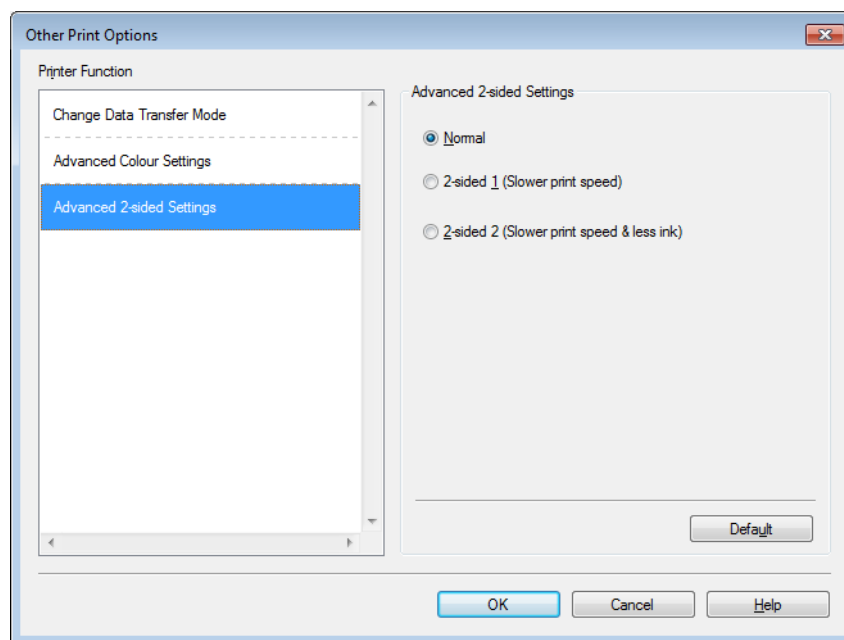 Other Print Options
Printer Function
Change Data Transfer Mode
Advanced Colour Settings
Advanced 2-sided Settings
Advanced 2-sided Settings
Normal
2-sided 1 (Slower print speed)
2-sided 2 (Slower print speed & less ink)
Default
OK Cancel Help